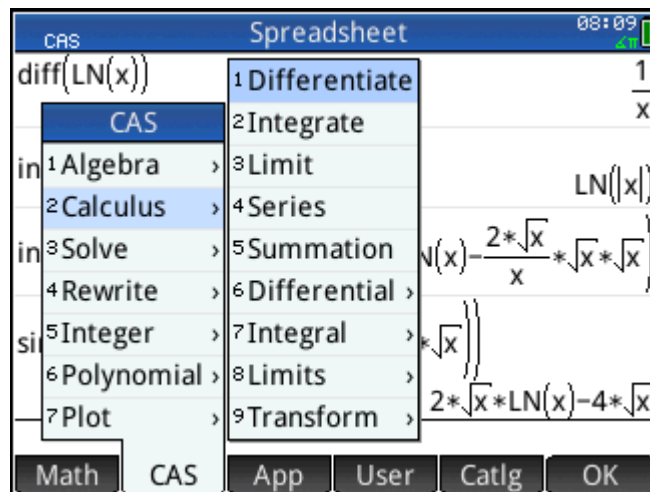 CAS Spreadsheet 08:09
∡π
diff(LN(x))
1
x
CAS
1 Algebra ›
2 Calculus ›
3 Solve ›
4 Rewrite ›
5 Integer ›
6 Polynomial ›
7 Plot ›
1 Differentiate
2 Integrate
3 Limit
4 Series
5 Summation
6 Differential ›
7 Integral ›
8 Limits ›
9 Transform ›
in
LN(|x|)
in
(x)-2*√x/x*√x*√x
*√x))
2*√x*LN(x)-4*√x
Math CAS App User Catlg OK